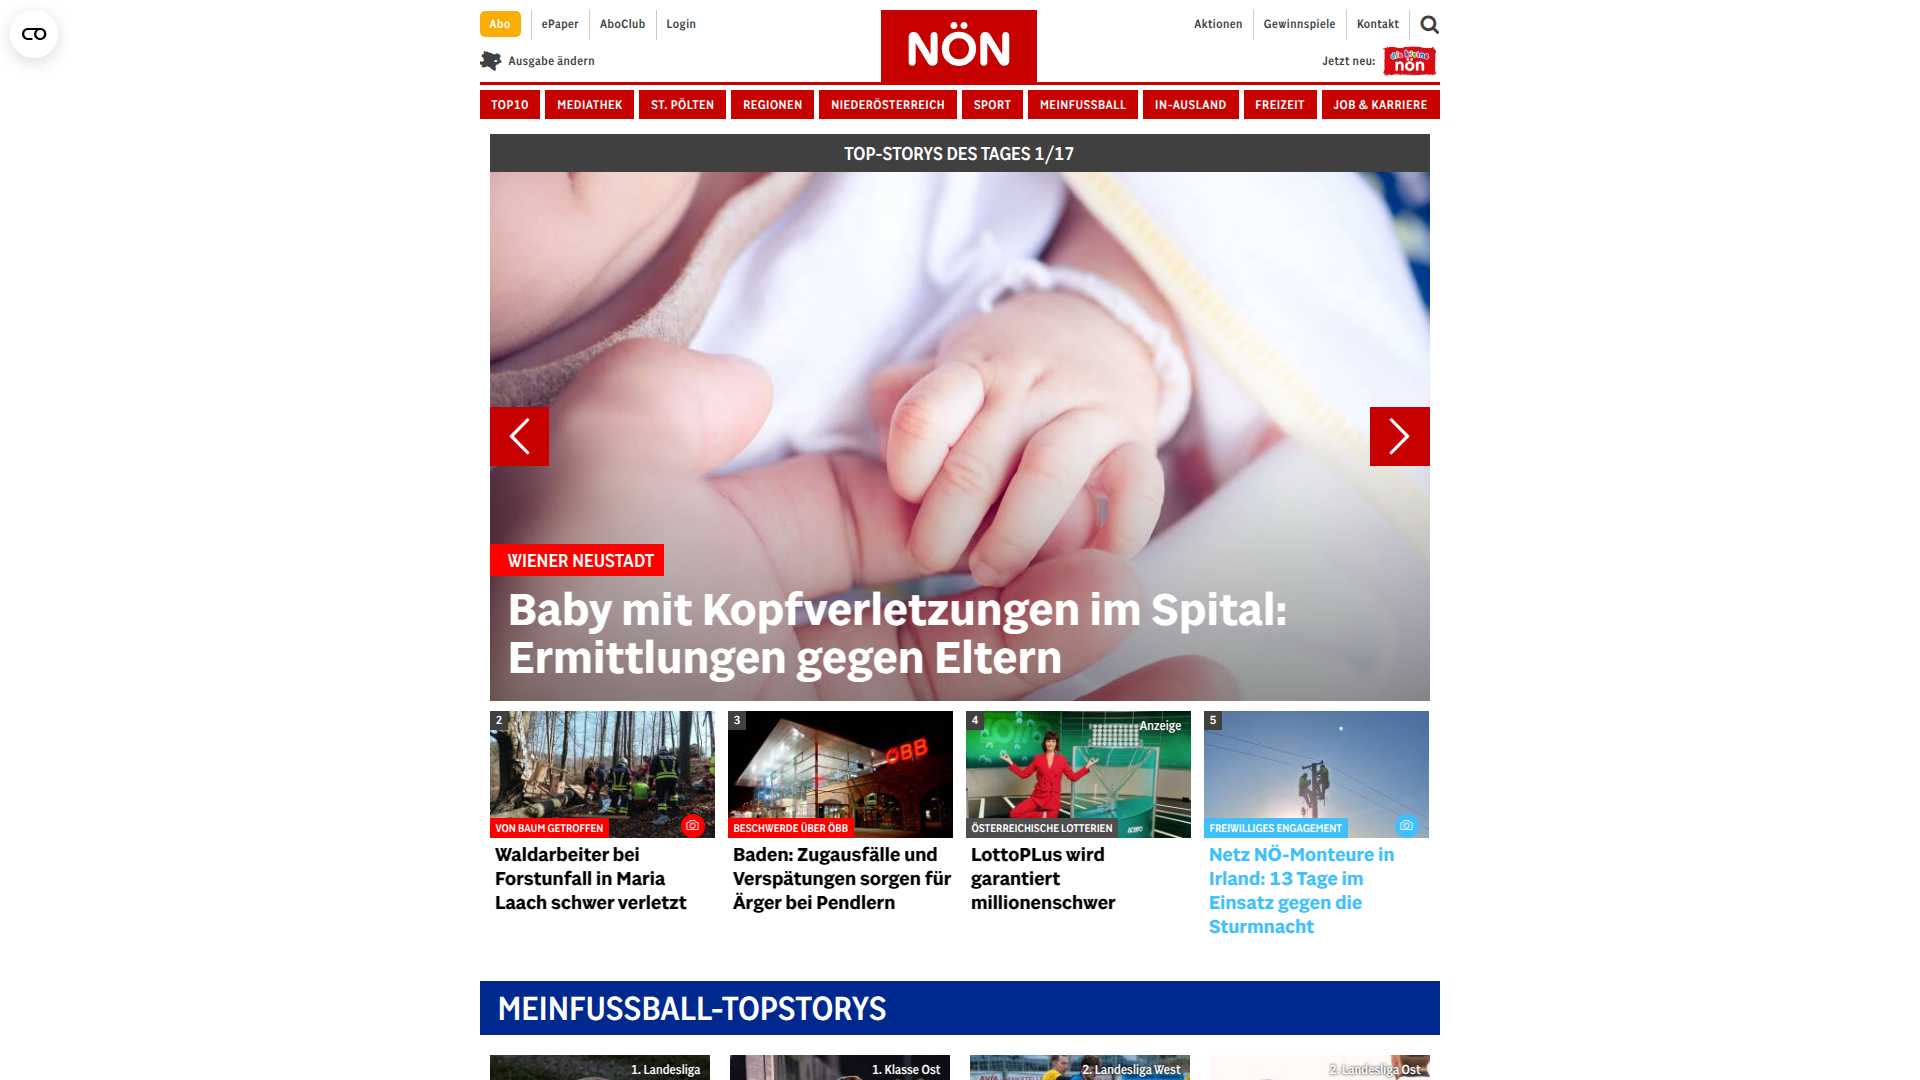 Abo
ePaper
AboClub
Login
NÖN
Aktionen
Gewinnspiele
Kontakt
Ausgabe ändern
Jetzt neu:
die kleine
nön
TOP10
MEDIATHEK
ST. PÖLTEN
REGIONEN
NIEDERÖSTERREICH
SPORT
MEINFUSSBALL
IN-AUSLAND
FREIZEIT
JOB & KARRIERE
TOP-STORYS DES TAGES 1/17
WIENER NEUSTADT
Baby mit Kopfverletzungen im Spital:
Ermittlungen gegen Eltern
2
VON BAUM GETROFFEN
Waldarbeiter bei
Forstunfall in Maria
Laach schwer verletzt
3
ÖBB
BESCHWERDE ÜBER ÖBB
Baden: Zugausfälle und
Verspätungen sorgen für
Ärger bei Pendlern
4
Anzeige
ÖSTERREICHISCHE LOTTERIEN
LottoPLus wird
garantiert
millionenschwer
5
FREIWILLIGES ENGAGEMENT
Netz NÖ-Monteure in
Irland: 13 Tage im
Einsatz gegen die
Sturmnacht
MEINFUSSBALL-TOPSTORYS
1. Landesliga
1. Klasse Ost
2. Landesliga West
2. Landesliga Ost